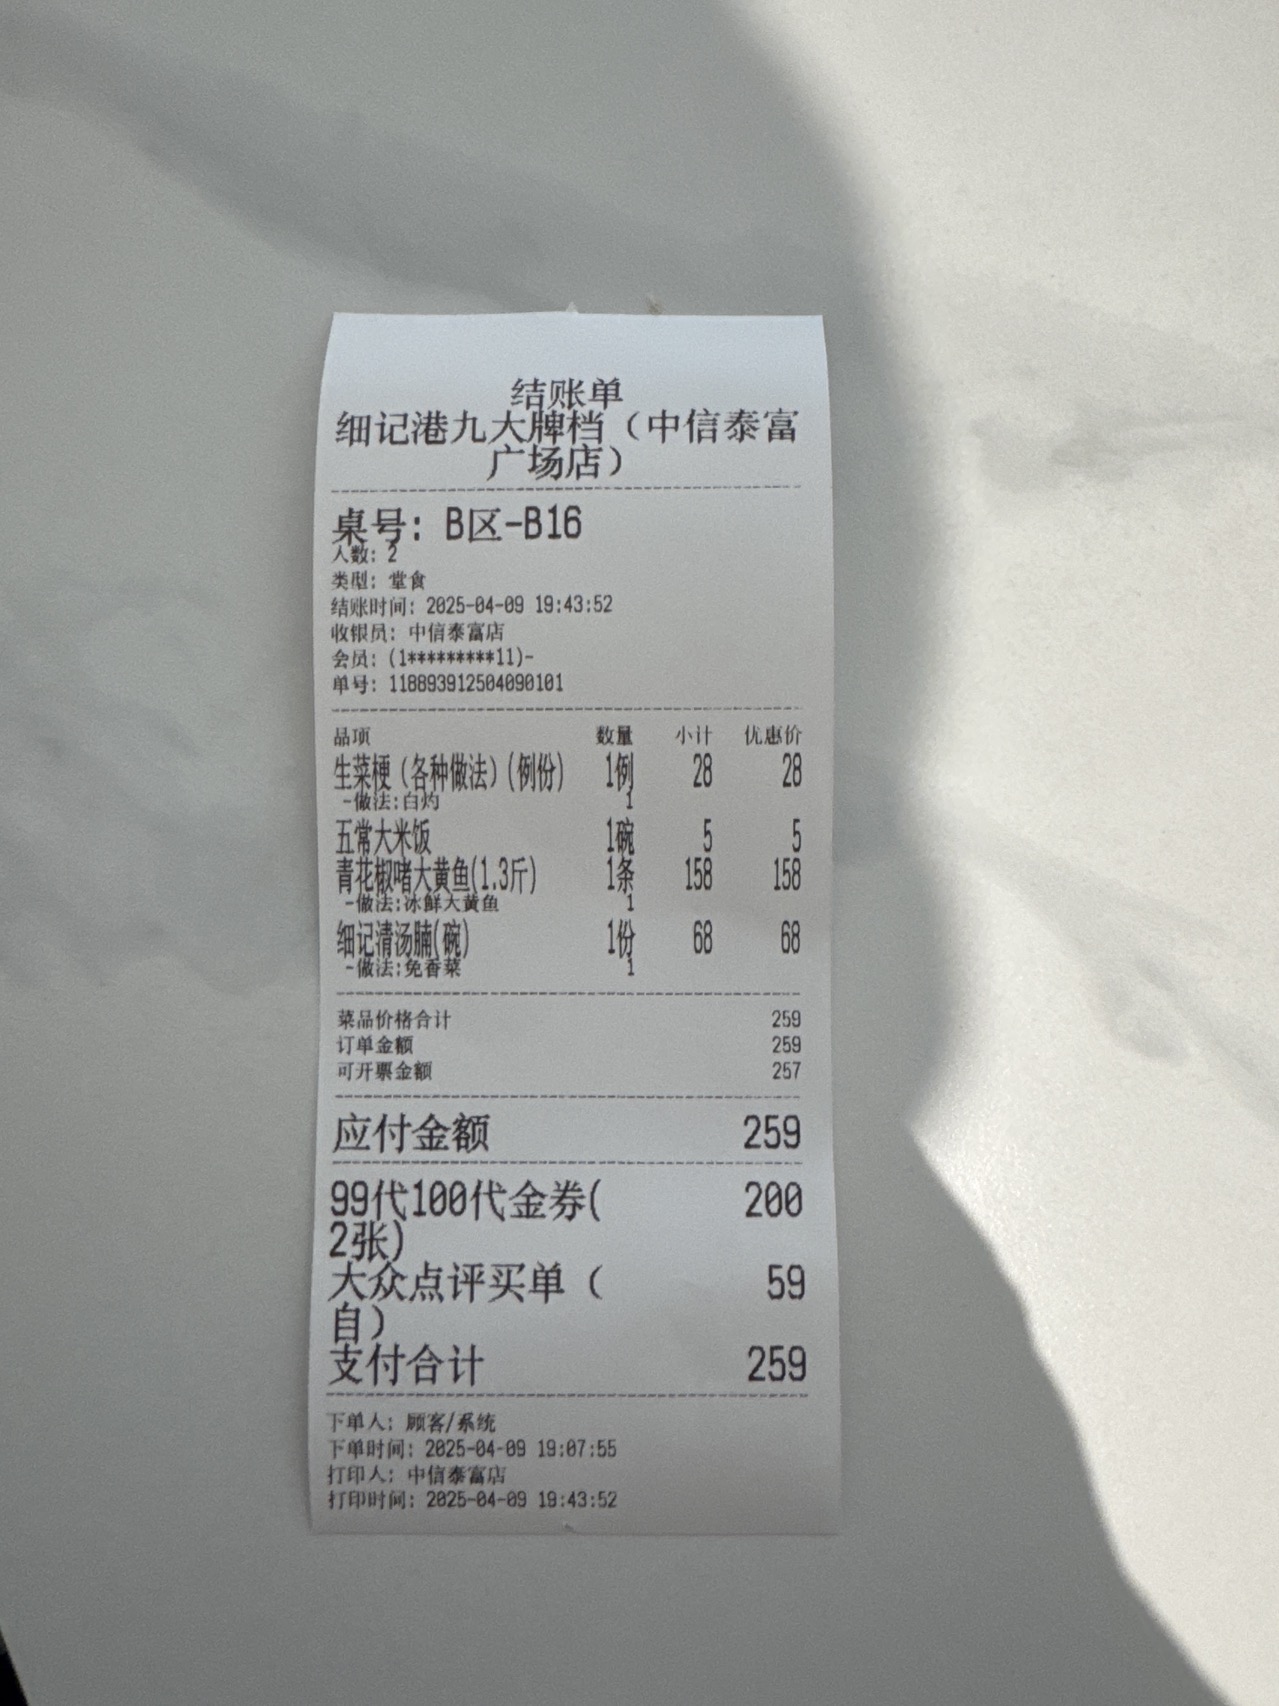 结账单
细记港九大牌档（中信泰富
广场店）
桌号: B区-B16
人数: 2
类型: 堂食
结账时间: 2025-04-09 19:43:52
收银员: 中信泰富店
会员: (1*********11)-
单号: 118893912504090101
品项 数量 小计 优惠价
生菜梗（各种做法）(例份) 1例 28 28
-做法:白灼 1
五常大米饭 1碗 5 5
青花椒啫大黄鱼(1.3斤) 1条 158 158
-做法:冰鲜大黄鱼 1
细记清汤腩(碗) 1份 68 68
-做法:免香菜 1
菜品价格合计 259
订单金额 259
可开票金额 257
应付金额 259
99代100代金券( 200
2张)
大众点评买单（ 59
自）
支付合计 259
下单人: 顾客/系统
下单时间: 2025-04-09 19:07:55
打印人: 中信泰富店
打印时间: 2025-04-09 19:43:52